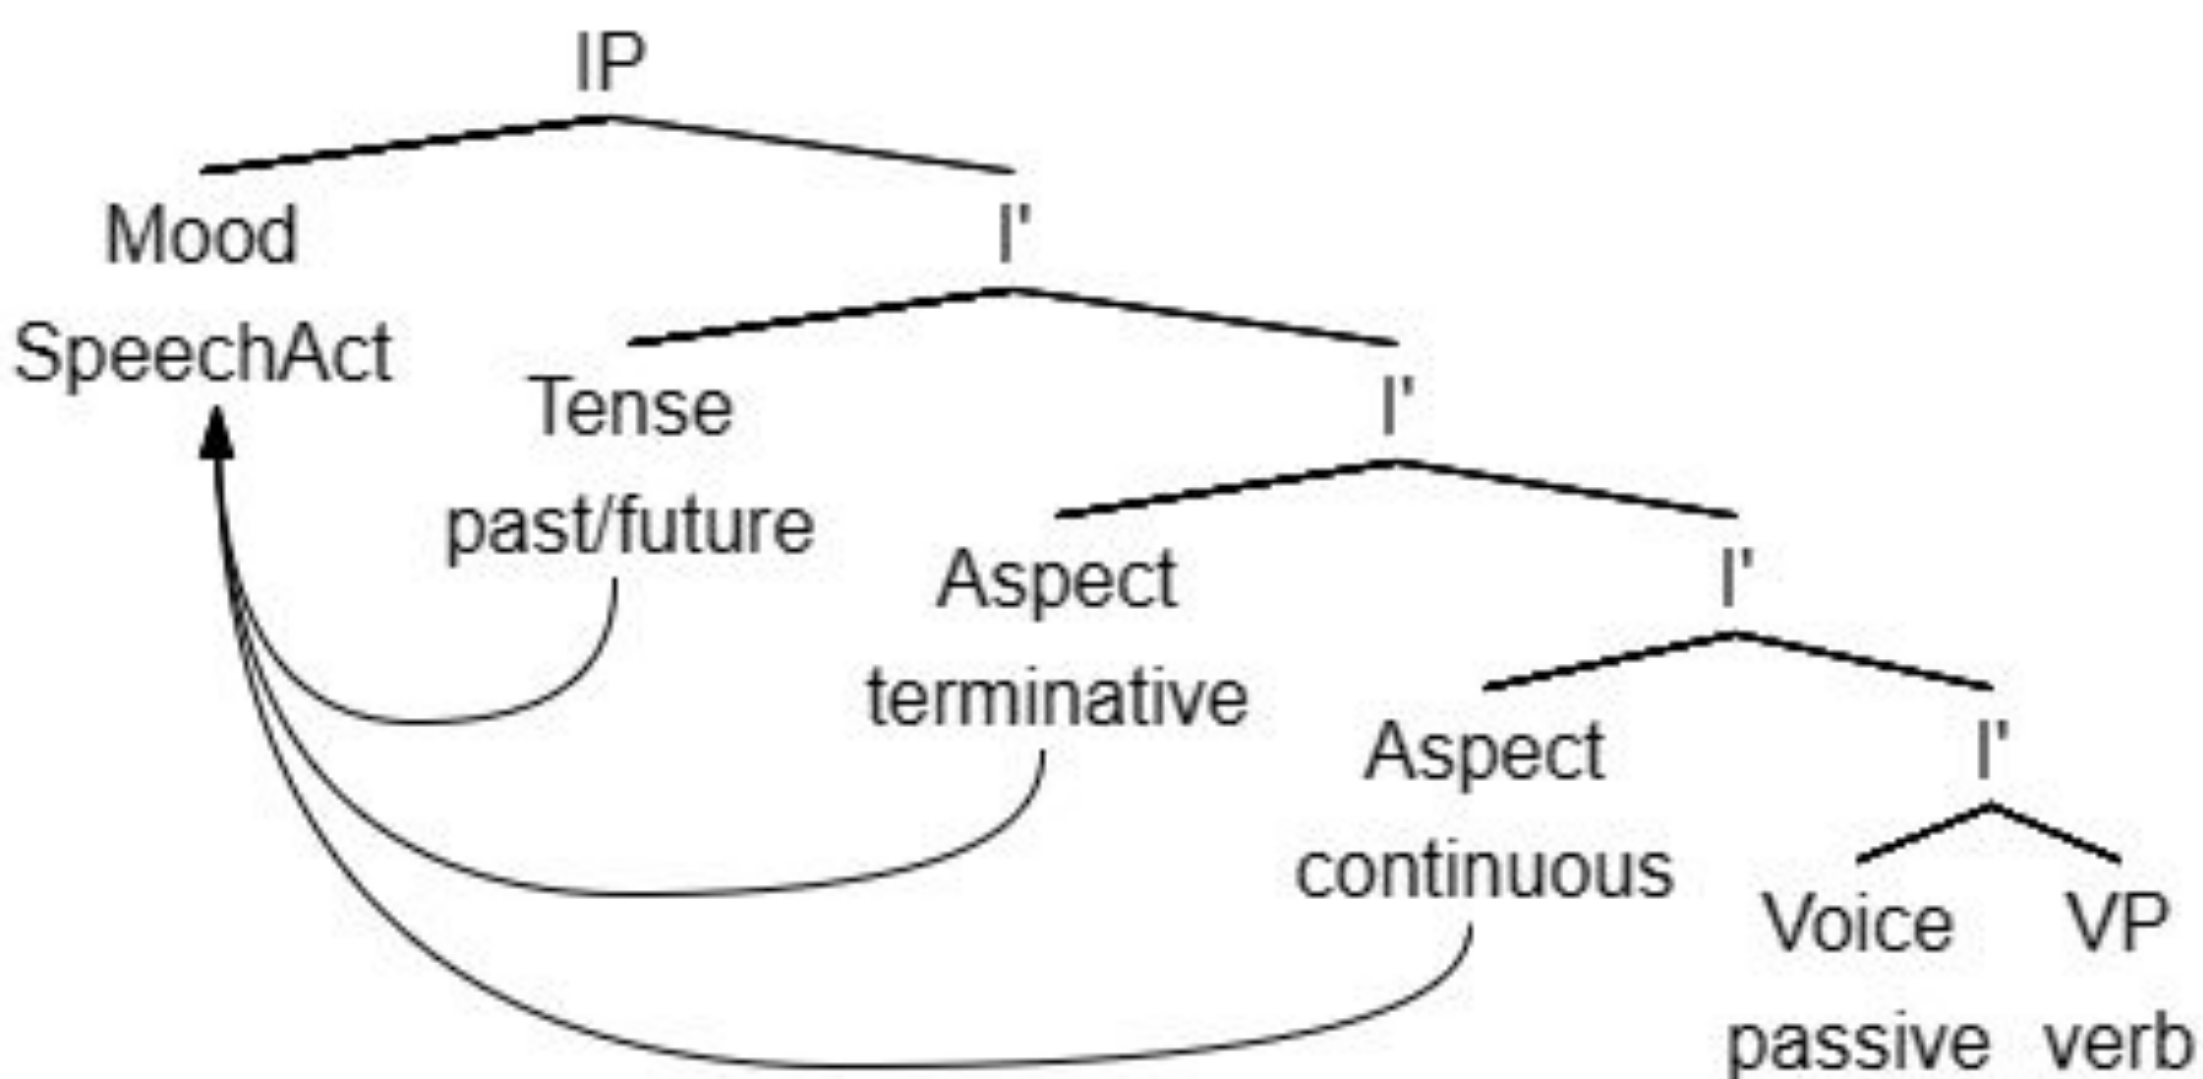 IP
Mood I'
SpeechAct
Tense I'
past/future
Aspect I'
terminative
Aspect I'
continuous
Voice VP
passive verb